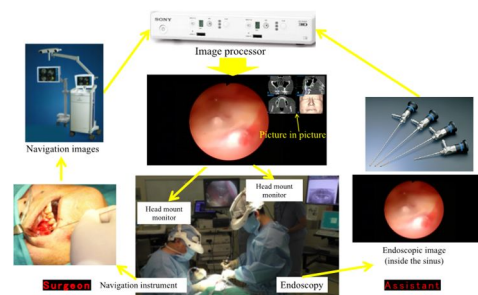 SONY
Image processor
Picture in picture
Navigation images
Head mount
monitor
Head mount
monitor
Endoscopic image
(inside the sinus)
Surgeon
Navigation instrument
Endoscopy
Assistant